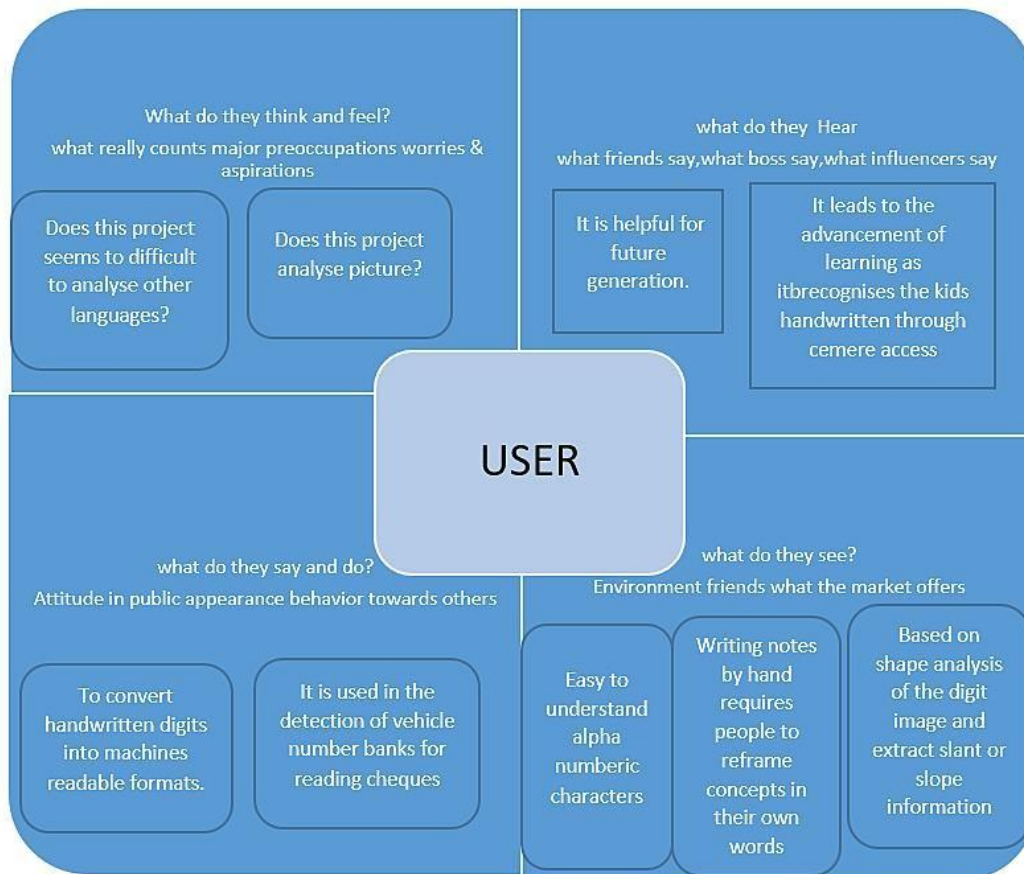 What do they think and feel?
what really counts major preoccupations worries &
aspirations
Does this project
seems to difficult
to analyse other
languages?
Does this project
analyse picture?
what do they Hear
what friends say,what boss say,what influencers say
It is helpful for
future
generation.
It leads to the
advancement of
learning as
itbrecognises the kids
handwritten through
cemere access
USER
what do they say and do?
Attitude in public appearance behavior towards others
To convert
handwritten digits
into machines
readable formats.
It is used in the
detection of vehicle
number banks for
reading cheques
what do they see?
Environment friends what the market offers
Easy to
understand
alpha
numberic
characters
Writing notes
by hand
requires
people to
reframe
concepts in
their own
words
Based on
shape analysis
of the digit
image and
extract slant or
slope
information